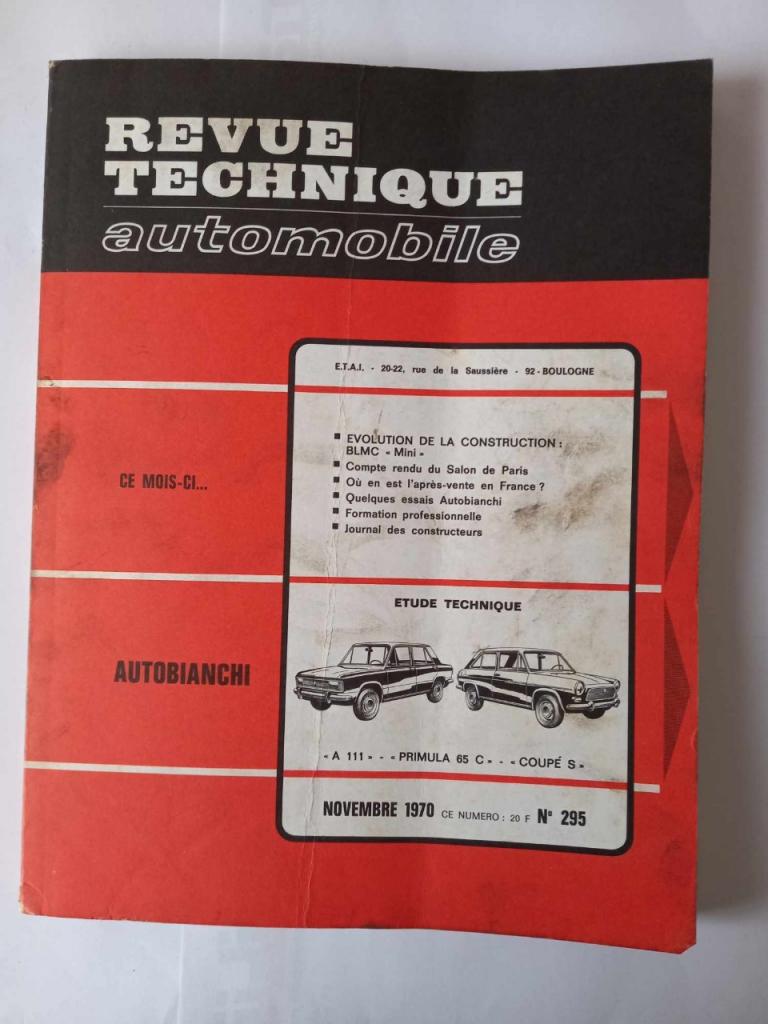 REVUE
TECHNIQUE
automobile
E.T.A.I. - 20-22, rue de la Saussière - 92 - BOULOGNE
CE MOIS-CI...
■ EVOLUTION DE LA CONSTRUCTION :
BLMC « Mini »
■ Compte rendu du Salon de Paris
■ Où en est l'après-vente en France ?
■ Quelques essais Autobianchi
■ Formation professionnelle
■ Journal des constructeurs
ETUDE TECHNIQUE
AUTOBIANCHI
« A 111 » - « PRIMULA 65 C » - « COUPÉ S »
NOVEMBRE 1970 CE NUMERO : 20 F N° 295